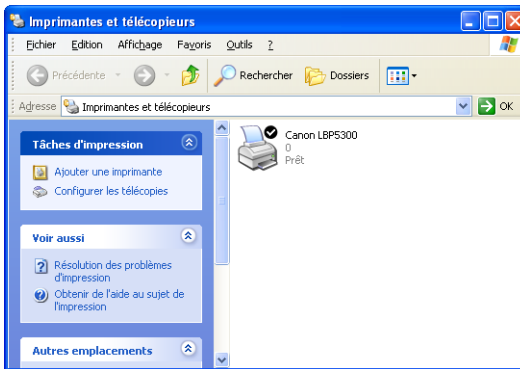 Imprimantes et télécopieurs
Fichier Edition Affichage Favoris Outils ?
Précédente Rechercher Dossiers
Adresse Imprimantes et télécopieurs OK
Tâches d'impression
Ajouter une imprimante
Configurer les télécopies
Voir aussi
Résolution des problèmes
d'impression
Obtenir de l'aide au sujet de
l'impression
Autres emplacements
Canon LBP5300
0
Prêt